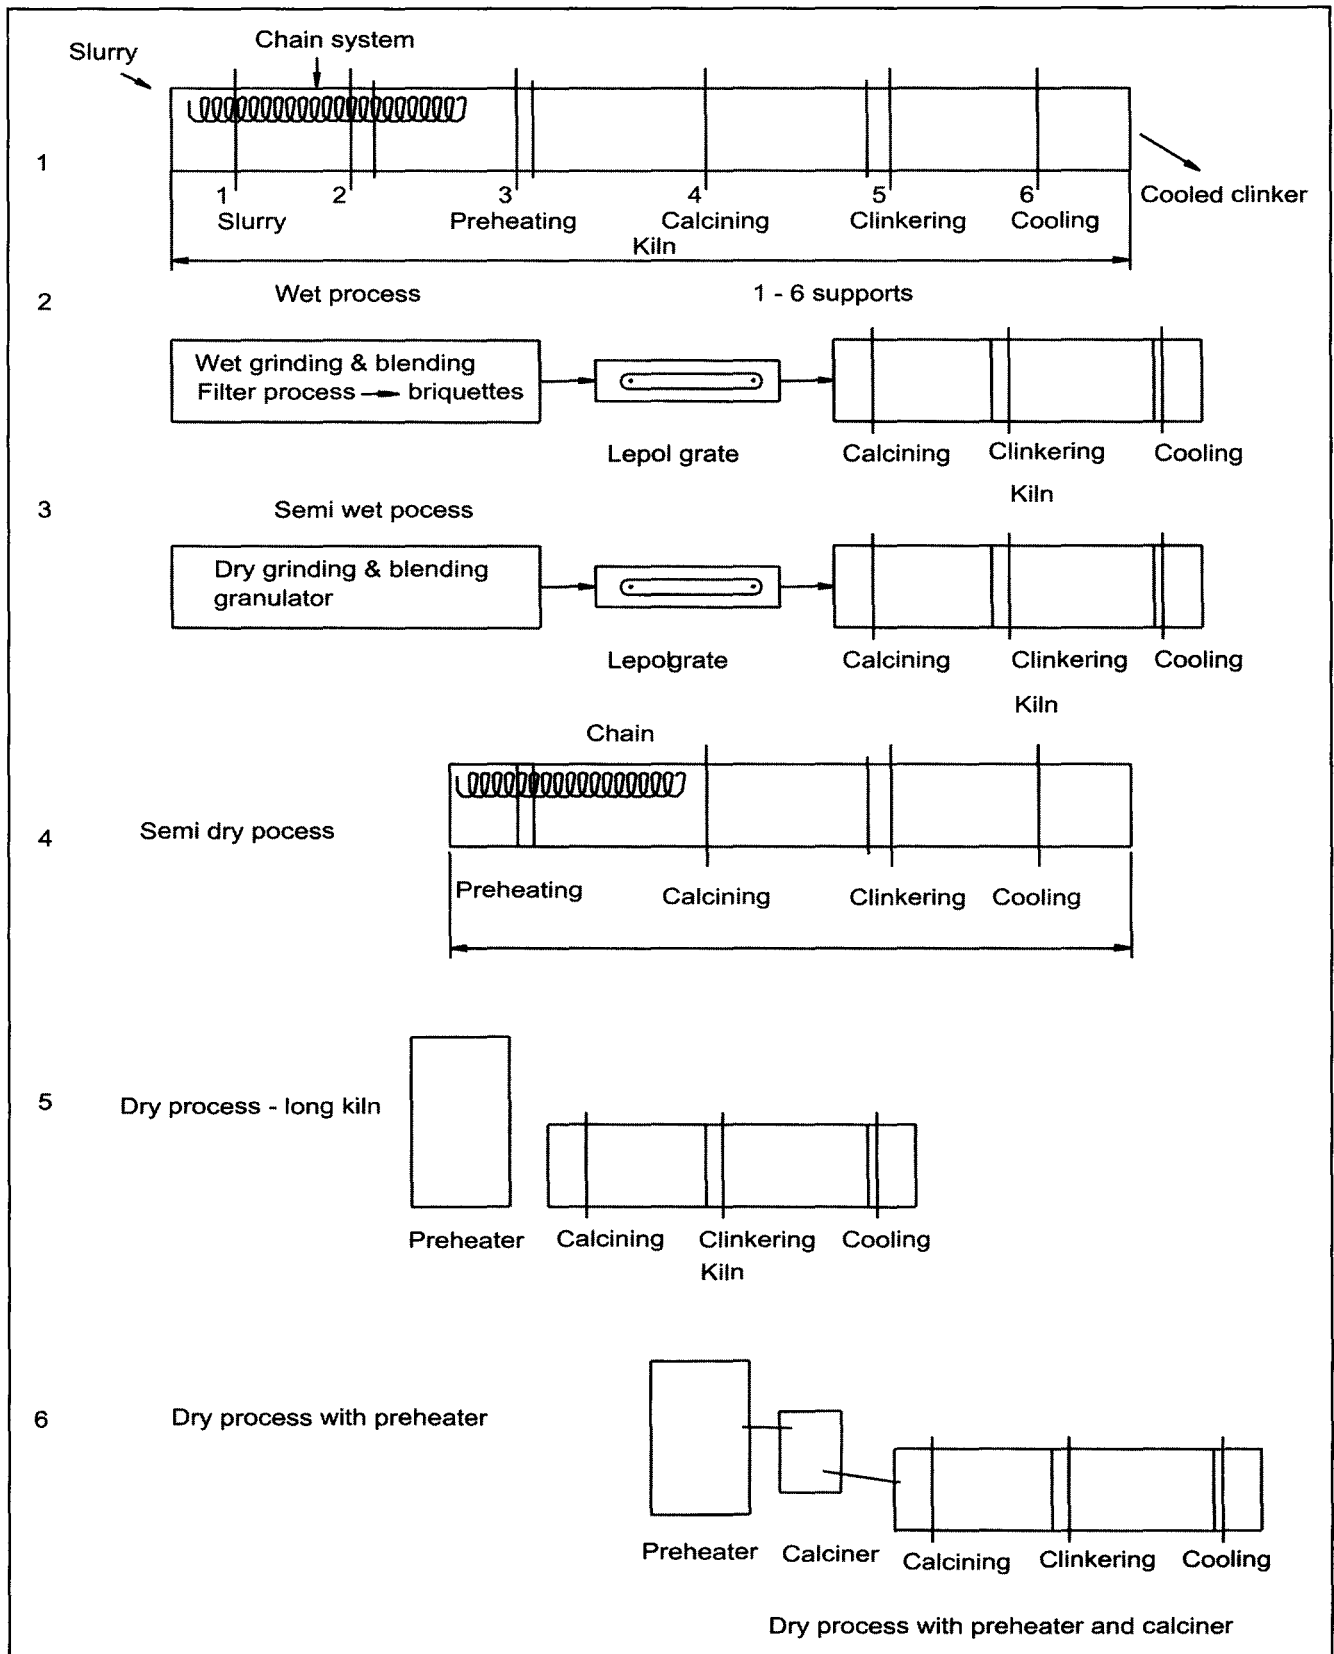 Chain system
Slurry
1
1 2 3 4 5 6
Cooled clinker
Slurry Preheating Calcining Clinkering Cooling
Kiln
2
Wet process 1 - 6 supports
Wet grinding & blending
Filter process briquettes
Lepol grate Calcining Clinkering Cooling
Kiln
3
Semi wet pocess
Dry grinding & blending
granulator
Lepolgrate Calcining Clinkering Cooling
Kiln
Chain
4
Semi dry pocess
Preheating Calcining Clinkering Cooling
5
Dry process - long kiln
Preheater Calcining Clinkering Cooling
Kiln
6
Dry process with preheater
Preheater Calciner Calcining Clinkering Cooling
Dry process with preheater and calciner